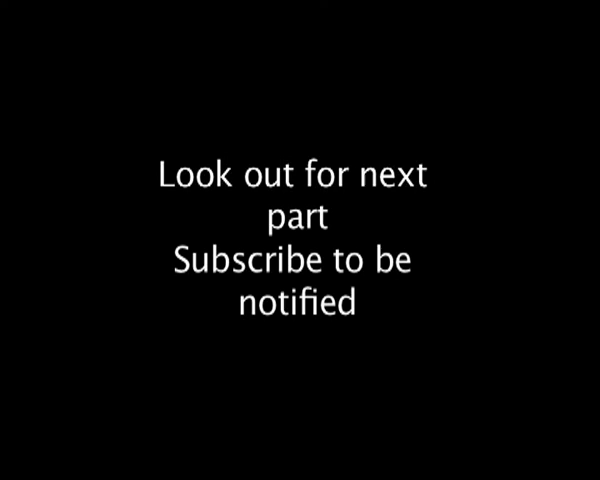 Look out for next
part
Subscribe to be
notified